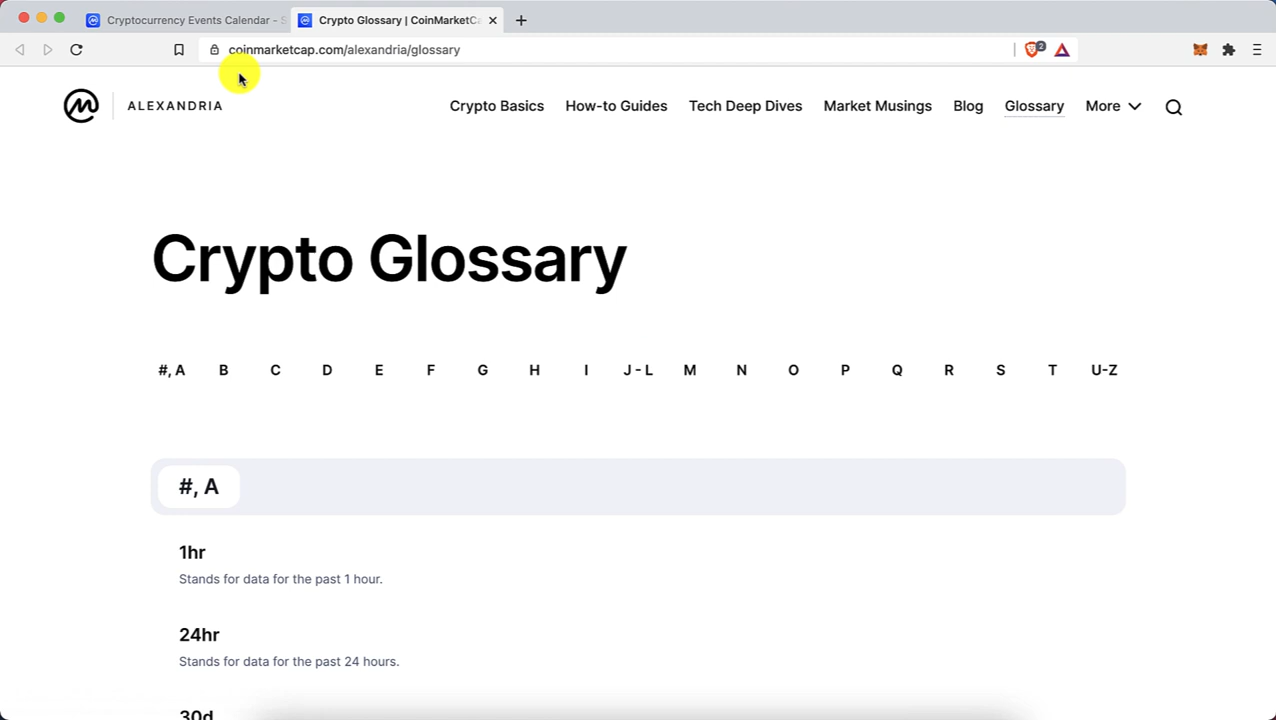 Cryptocurrency Events Calendar - S
Crypto Glossary | CoinMarketCa
coinmarketcap.com/alexandria/glossary
2
ALEXANDRIA
Crypto Basics How-to Guides Tech Deep Dives Market Musings Blog Glossary More
Crypto Glossary
#, A B C D E F G H I J - L M N O P Q R S T U-Z
#, A
1hr
Stands for data for the past 1 hour.
24hr
Stands for data for the past 24 hours.
30d